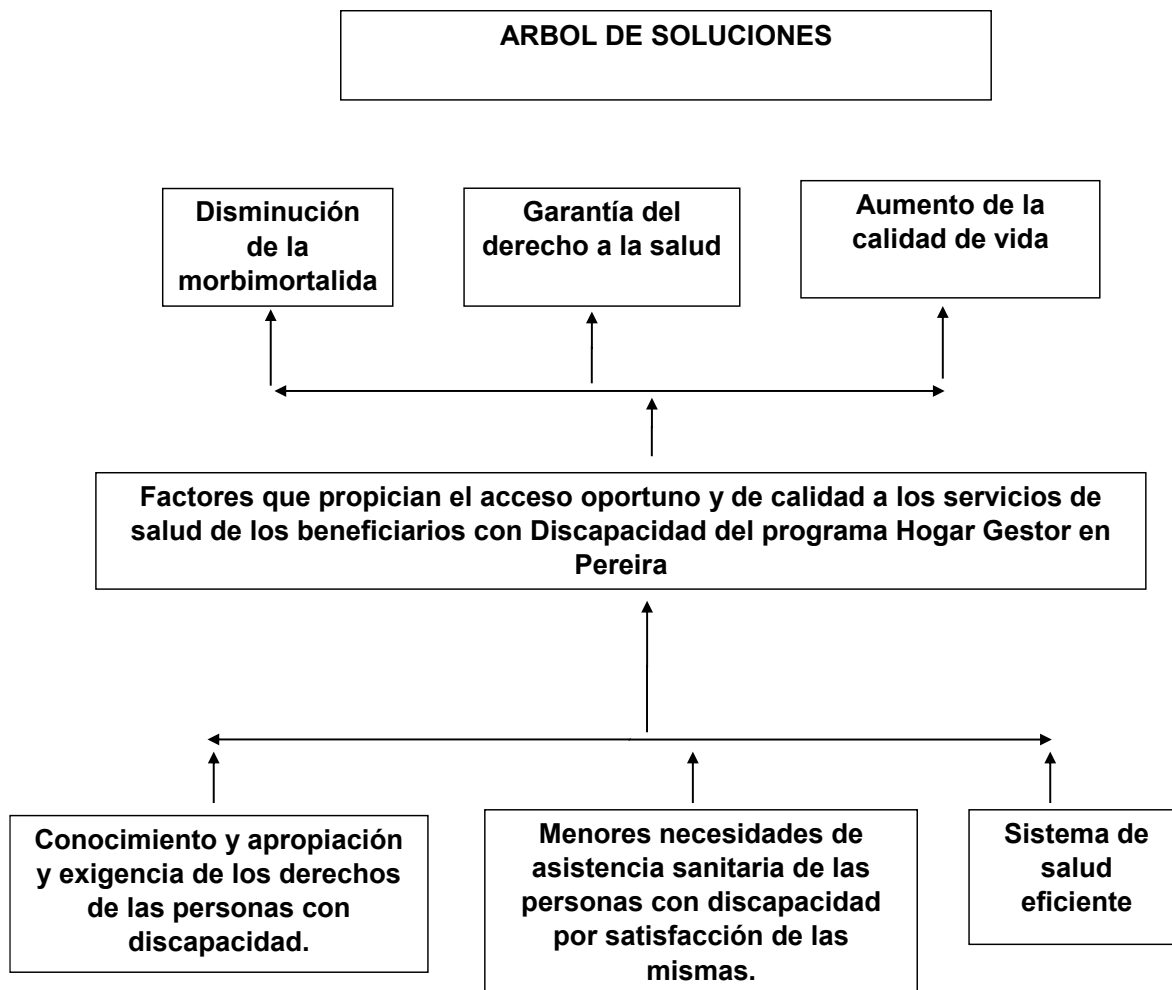 ARBOL DE SOLUCIONES
Disminución
de la
morbimortalida
Garantía del
derecho a la salud
Aumento de la
calidad de vida
Factores que propician el acceso oportuno y de calidad a los servicios de
salud de los beneficiarios con Discapacidad del programa Hogar Gestor en
Pereira
Conocimiento y apropiación
y exigencia de los derechos
de las personas con
discapacidad.
Menores necesidades de
asistencia sanitaria de las
personas con discapacidad
por satisfacción de las
mismas.
Sistema de
salud
eficiente